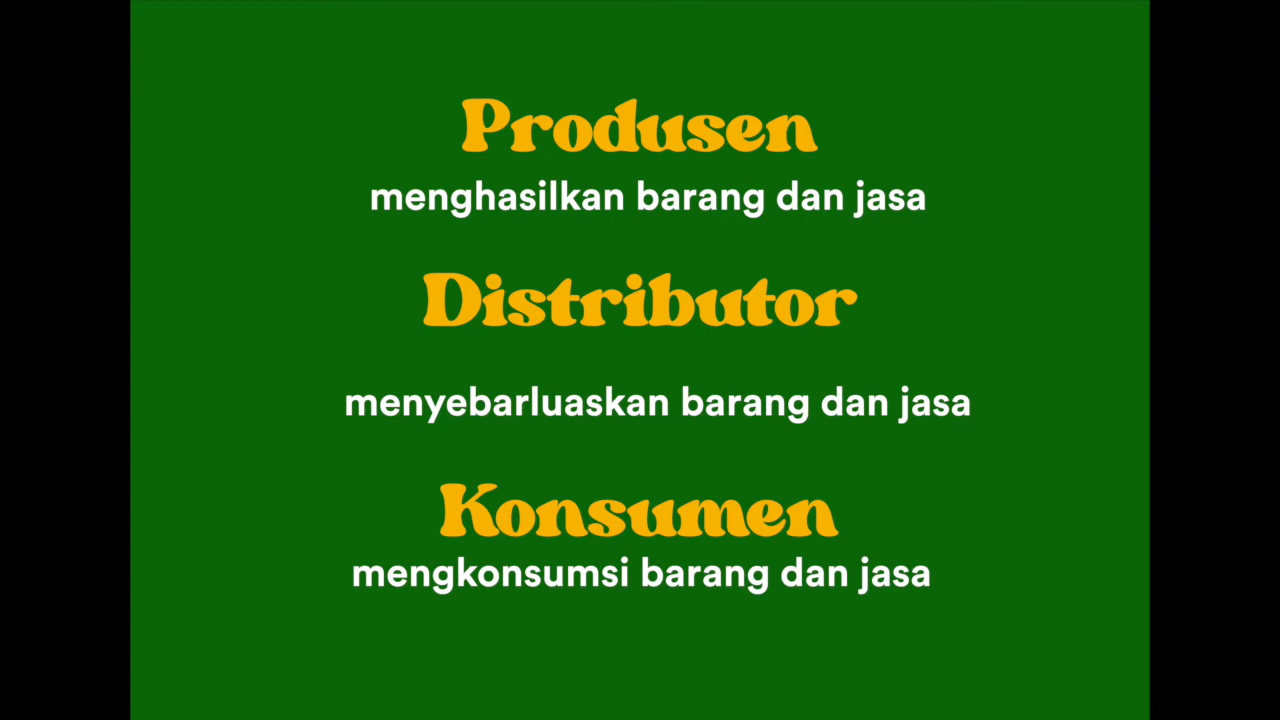 Produsen
menghasilkan barang dan jasa
Distributor
menyebarluaskan barang dan jasa
Konsumen
mengkonsumsi barang dan jasa